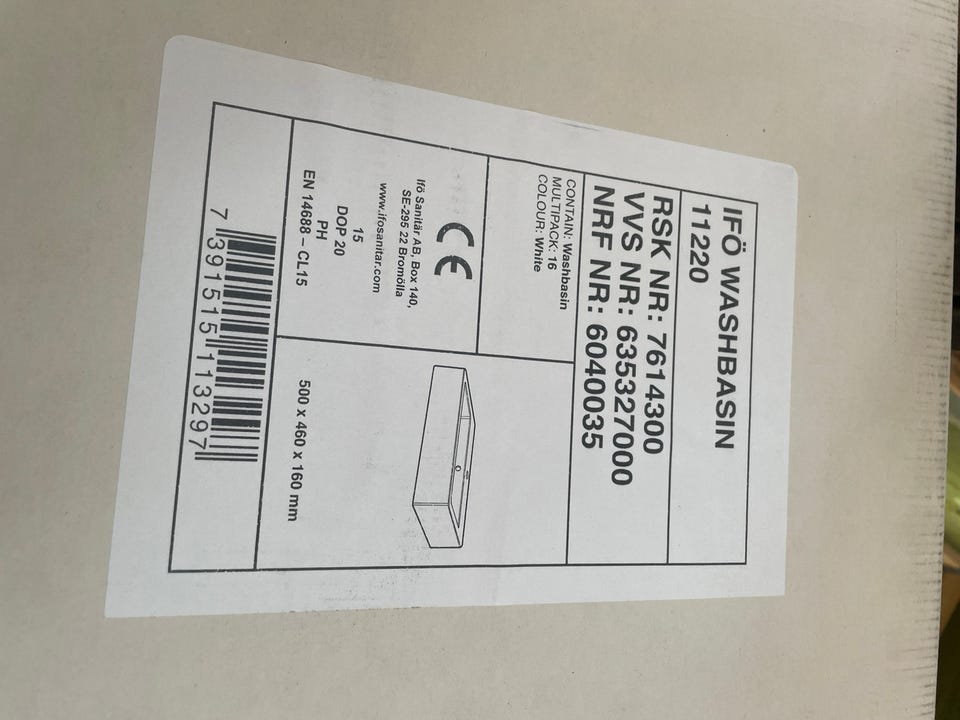 IFÖ WASHBASIN
11220
RSK NR: 7614300
VVS NR: 635327000
NRF NR: 6040035
CONTAIN: Washbasin
MULTIPACK: 16
COLOUR: White
CE
Ifö Sanitär AB, Box 140,
SE-295 22 Bromölla
www.ifosanitar.com
15
DOP 20
PH
EN 14688 – CL15
500 x 460 x 160 mm
7 391515 113297